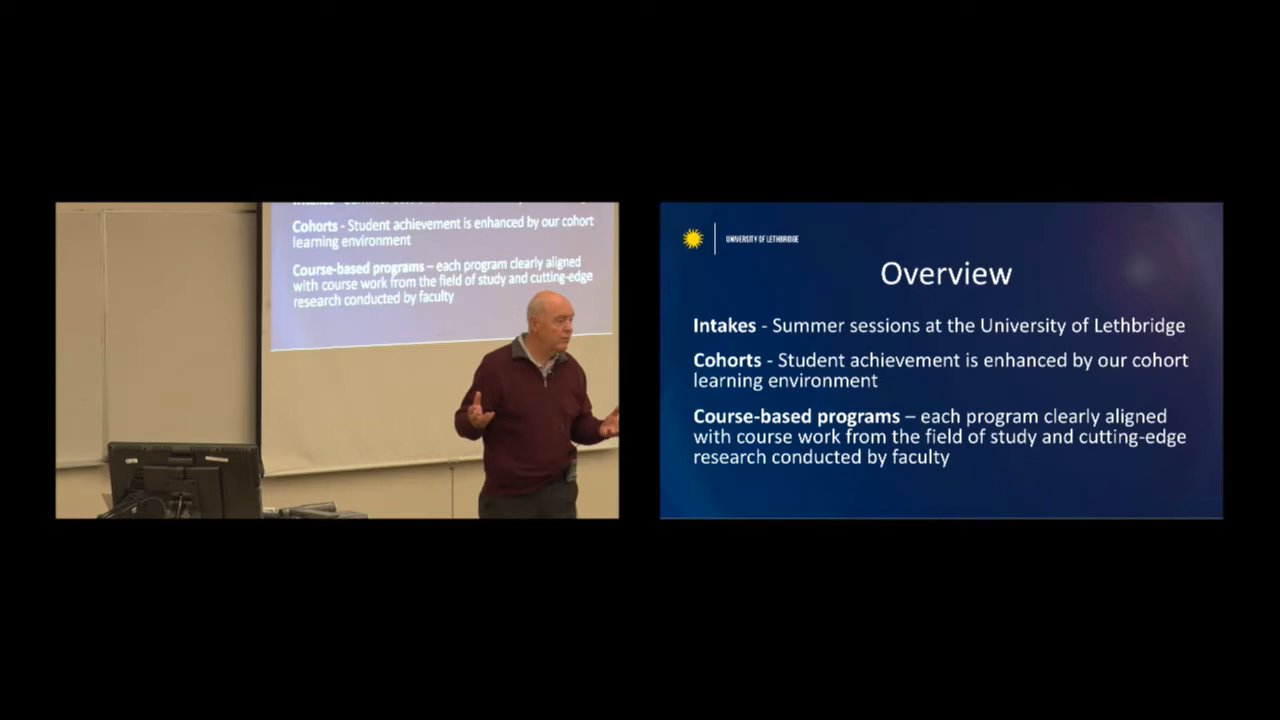 Cohorts - Student achievement is enhanced by our cohort
learning environment
Course-based programs – each program clearly aligned
with course work from the field of study and cutting-edge
research conducted by faculty
UNIVERSITY OF LETHBRIDGE
Overview
Intakes - Summer sessions at the University of Lethbridge
Cohorts - Student achievement is enhanced by our cohort
learning environment
Course-based programs – each program clearly aligned
with course work from the field of study and cutting-edge
research conducted by faculty